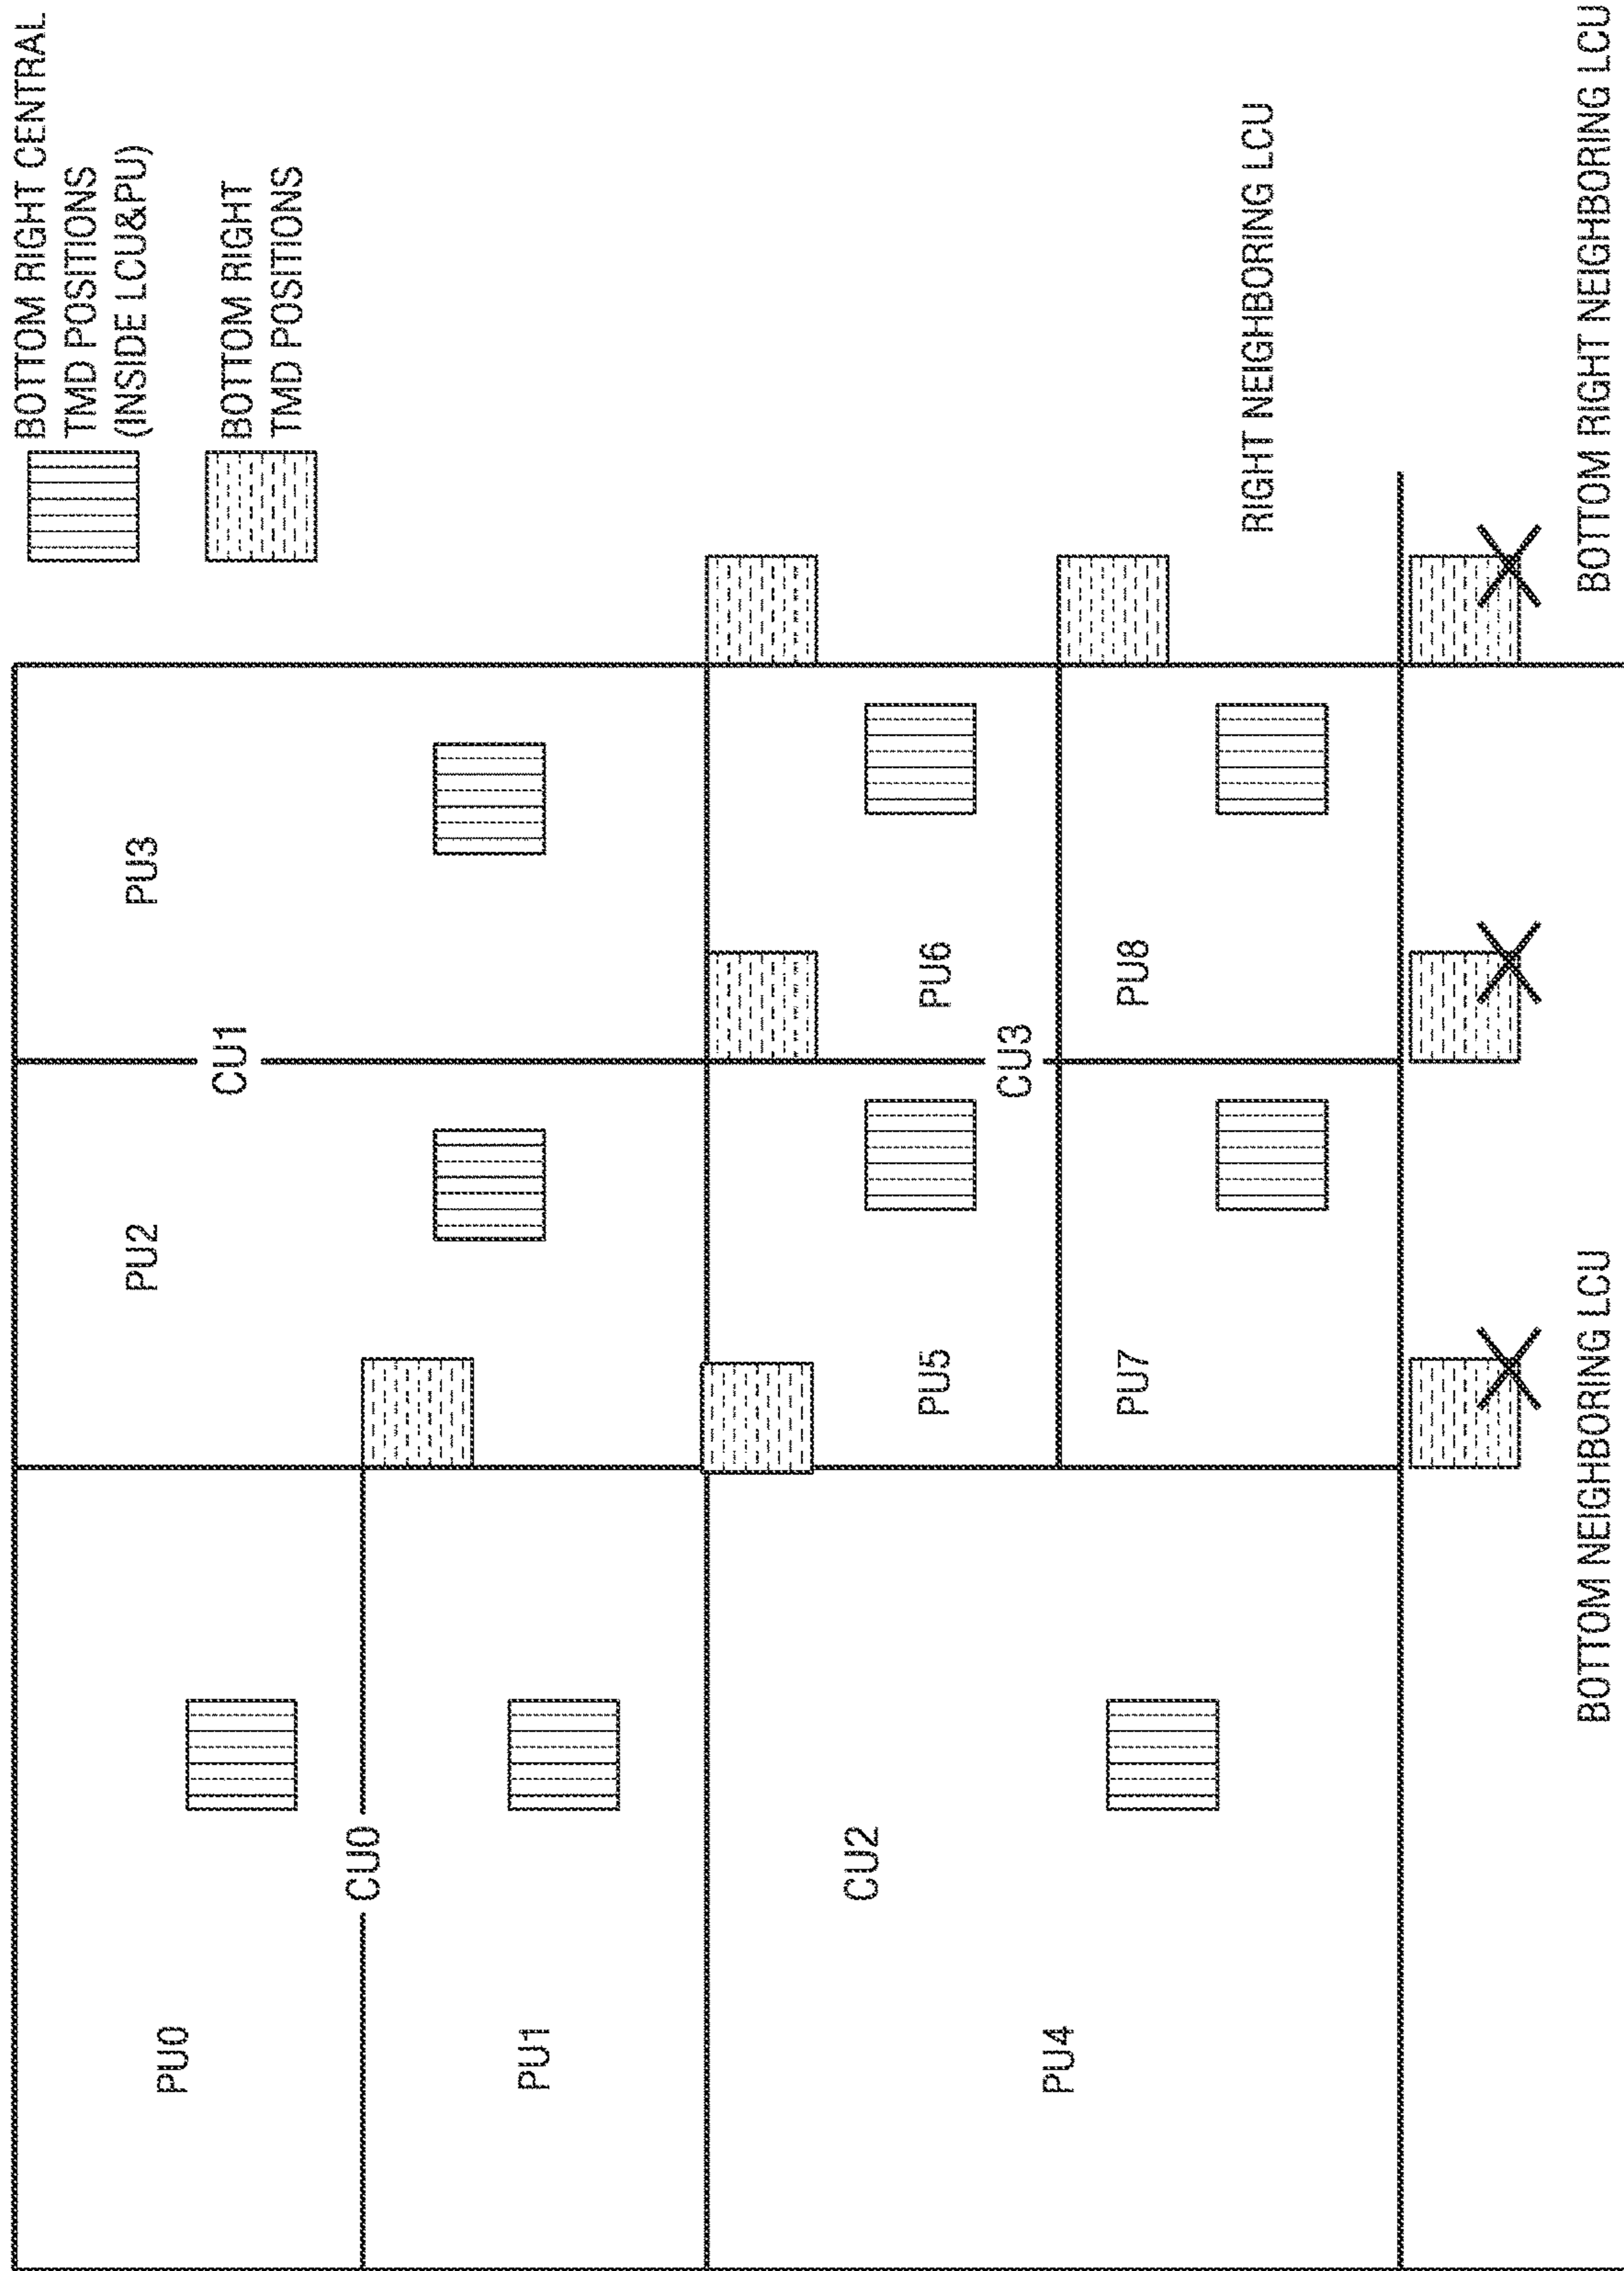 PU0
CU0
PU1
PU2
CU1
PU3
BOTTOM RIGHT CENTRAL
TMD POSITIONS
(INSIDE LCU&PU)
BOTTOM RIGHT
TMD POSITIONS
CU2
PU4
PU5
PU6
CU3
PU7
PU8
RIGHT NEIGHBORING LCU
BOTTOM NEIGHBORING LCU
BOTTOM RIGHT NEIGHBORING LCU